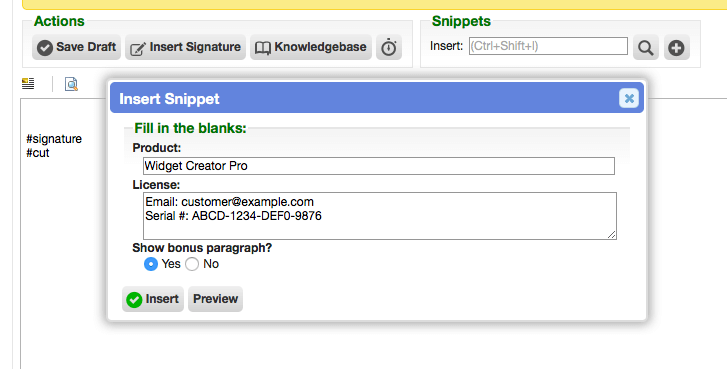 Actions
Save Draft Insert Signature Knowledgebase
Snippets
Insert: (Ctrl+Shift+I)
#signature
#cut
Insert Snippet
Fill in the blanks:
Product:
Widget Creator Pro
License:
Email: customer@example.com
Serial #: ABCD-1234-DEF0-9876
Show bonus paragraph?
Yes No
Insert Preview